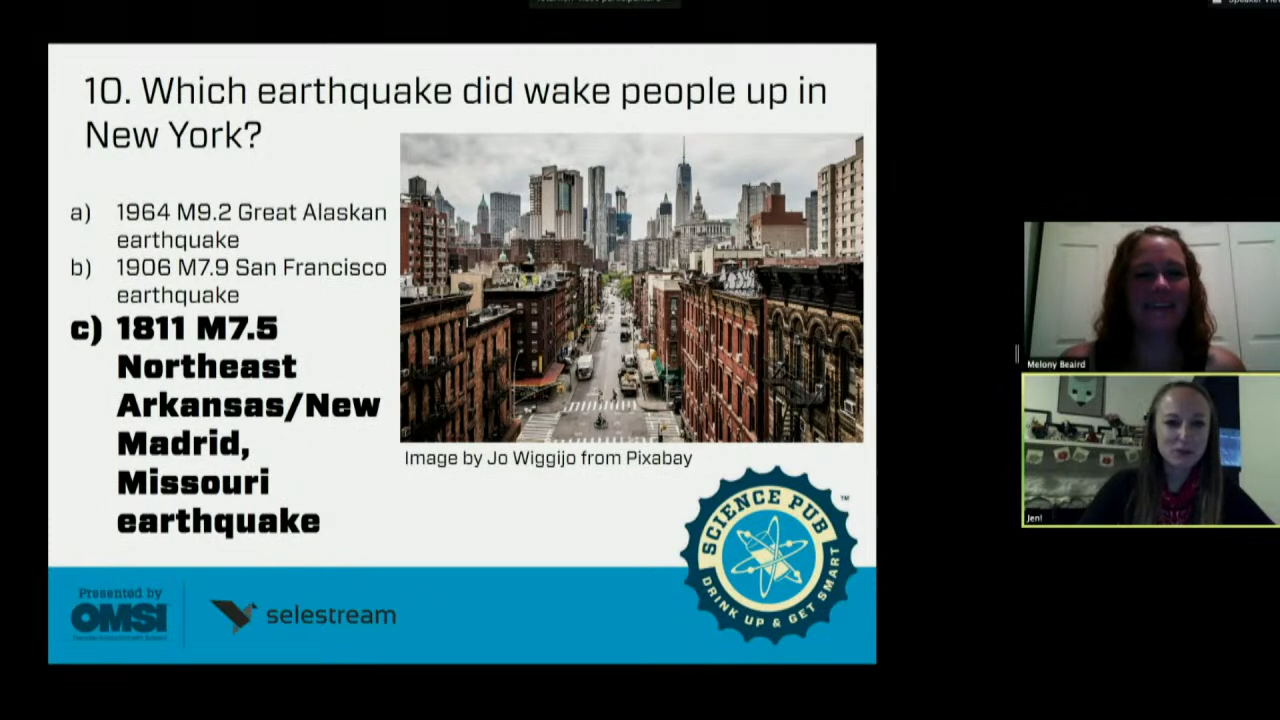 10. Which earthquake did wake people up in
New York?
a) 1964 M9.2 Great Alaskan
earthquake
b) 1906 M7.9 San Francisco
earthquake
c) 1811 M7.5
Northeast
Arkansas/New
Madrid,
Missouri
earthquake
Image by Jo Wiggijo from Pixabay
SCIENCE PUB
TM
DRINK UP & GET SMART
Presented by
OMSI
selestream
Melony Beaird
Jeni